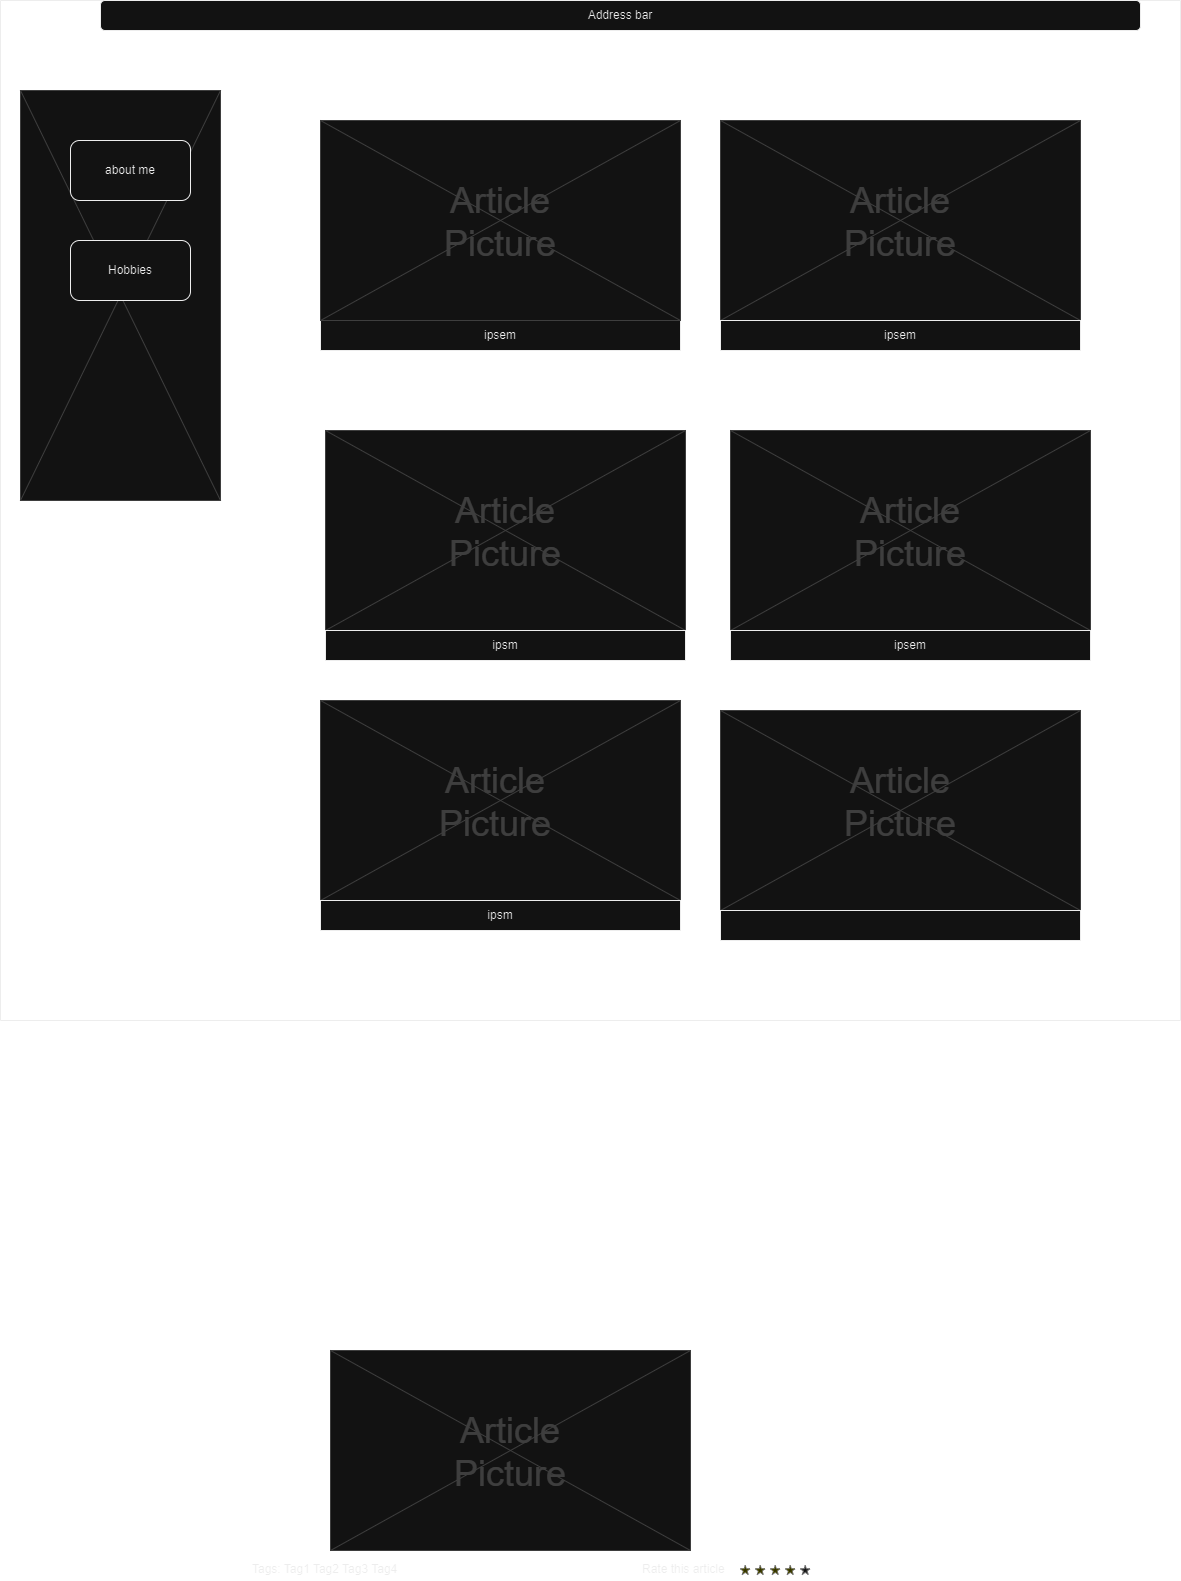 Address bar
about me
Hobbies
Article
Picture
Article
Picture
ipsem
ipsem
Article
Picture
Article
Picture
ipsm
ipsem
Article
Picture
Article
Picture
ipsm
Article
Picture
Tags: Tag1 Tag2 Tag3 Tag4
Rate this article